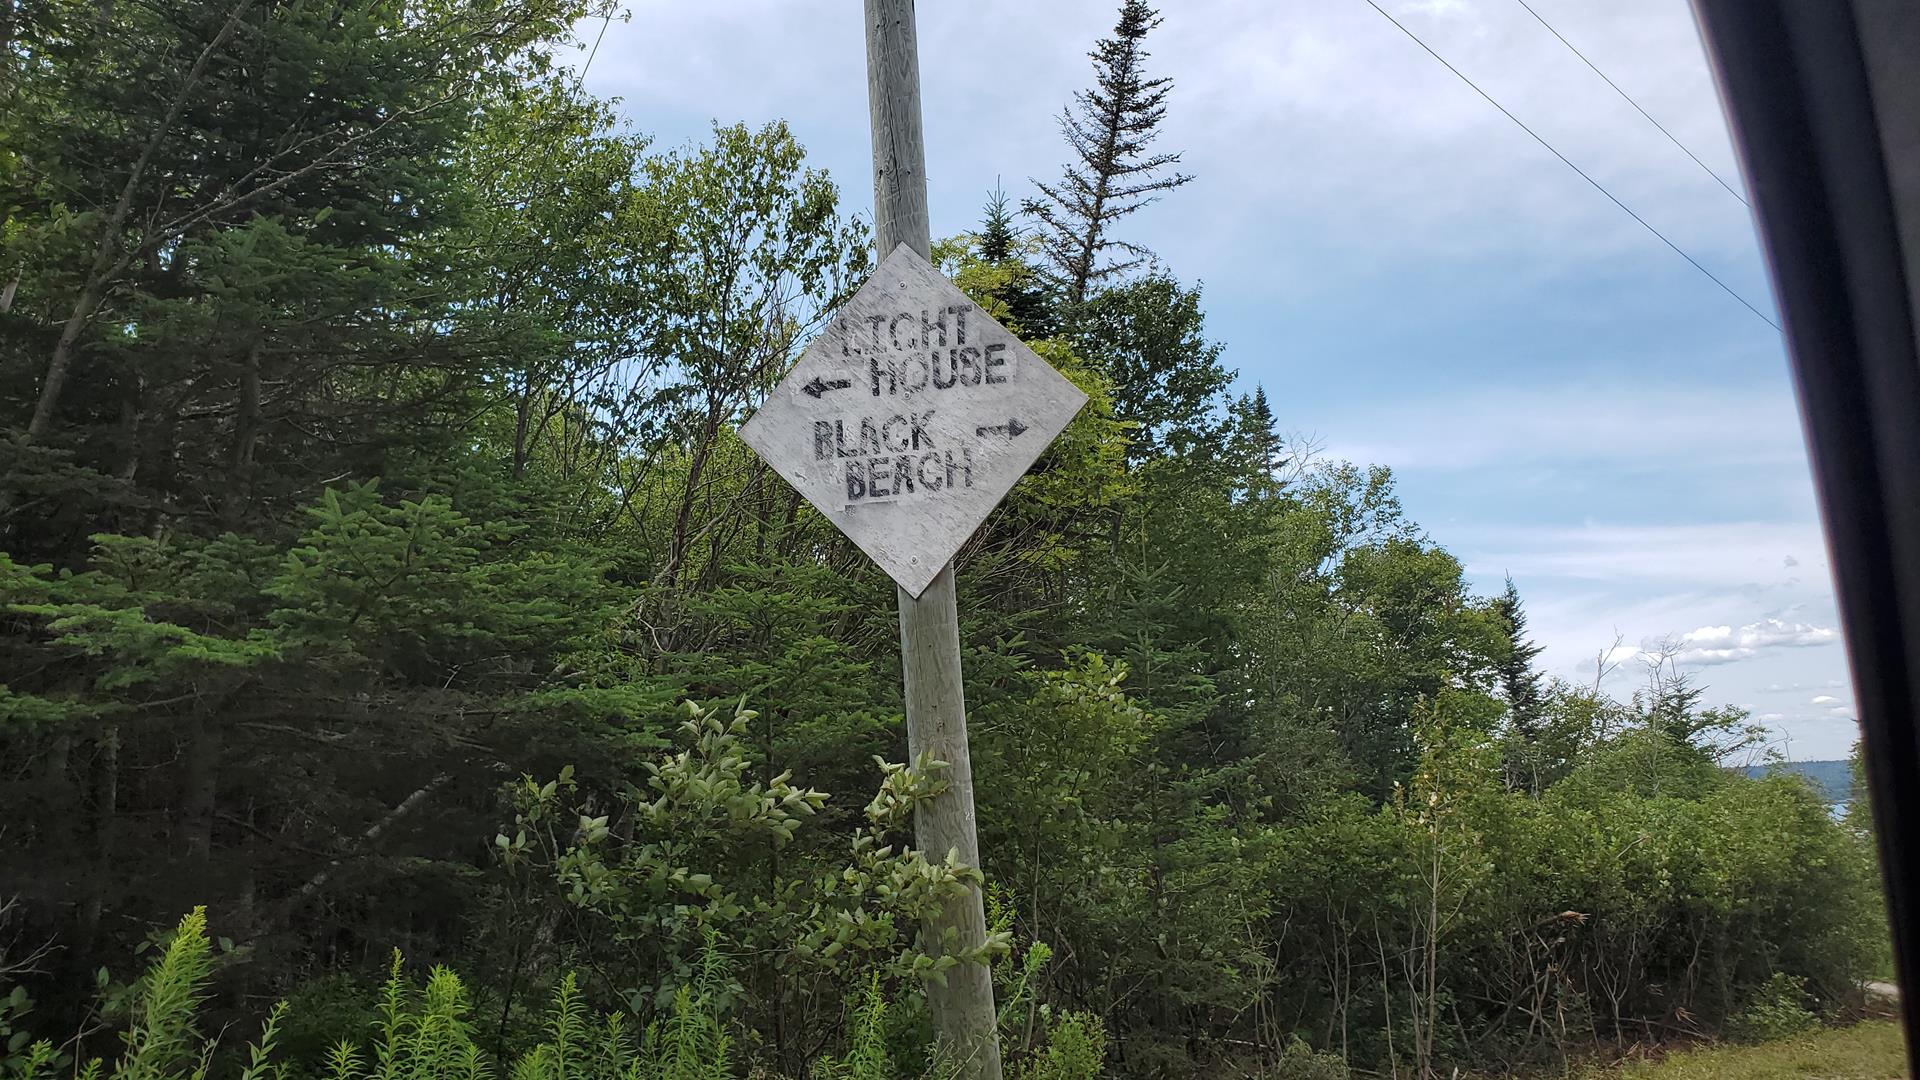 LIGHT
← HOUSE
BLACK →
BEACH